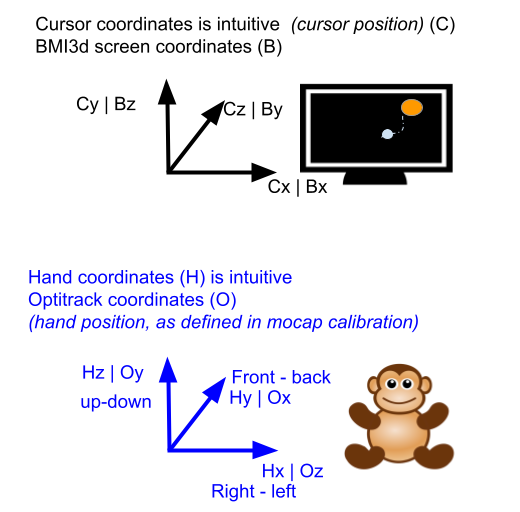 Cursor coordinates is intuitive (cursor position) (C)
BMI3d screen coordinates (B)
Cy | Bz
Cz | By
Cx | Bx
Hand coordinates (H) is intuitive
Optitrack coordinates (O)
(hand position, as defined in mocap calibration)
Hz | Oy
up-down
Front - back
Hy | Ox
Hx | Oz
Right - left